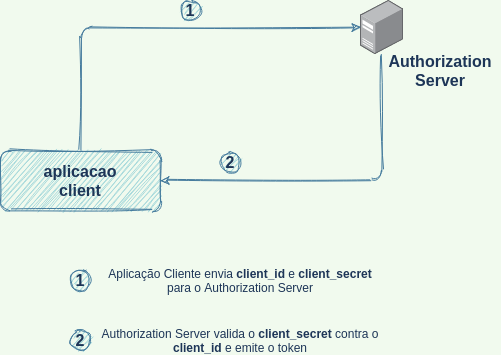 1
Authorization
Server
aplicacao
client
2
1
Aplicação Cliente envia client_id e client_secret
para o Authorization Server
2
Authorization Server valida o client_secret contra o
client_id e emite o token